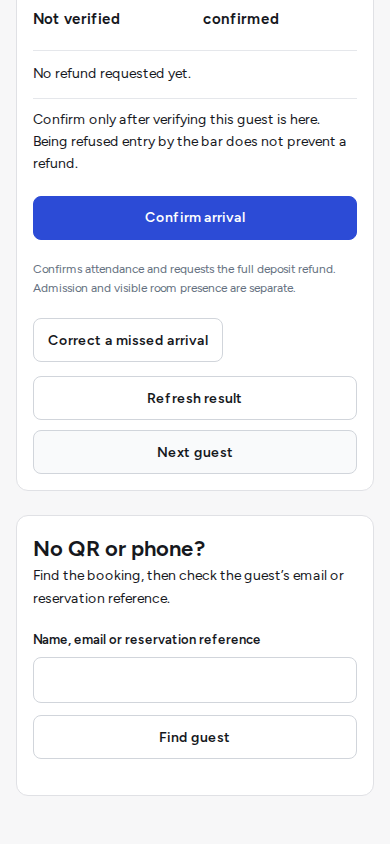 Not verified
confirmed
No refund requested yet.
Confirm only after verifying this guest is here.
Being refused entry by the bar does not prevent a
refund.
Confirm arrival
Confirms attendance and requests the full deposit refund.
Admission and visible room presence are separate.
Correct a missed arrival
Refresh result
Next guest
No QR or phone?
Find the booking, then check the guest’s email or
reservation reference.
Name, email or reservation reference
Find guest